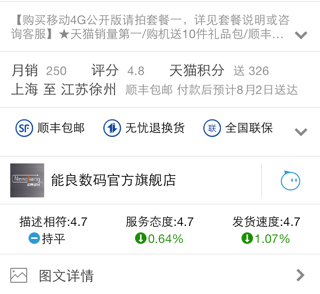 【购买移动4G公开版请拍套餐一，详见套餐说明或咨
询客服】★天猫销量第一/购机送10件礼品包/顺丰...
月销 250 评分 4.8 天猫积分 送 326
上海 至 江苏徐州 顺丰包邮 付款后预计8月2日送达
SF 顺丰包邮 无忧退换货 联 全国联保
能良数码官方旗舰店
描述相符:4.7 服务态度:4.7 发货速度:4.7
持平 0.64% 1.07%
图文详情